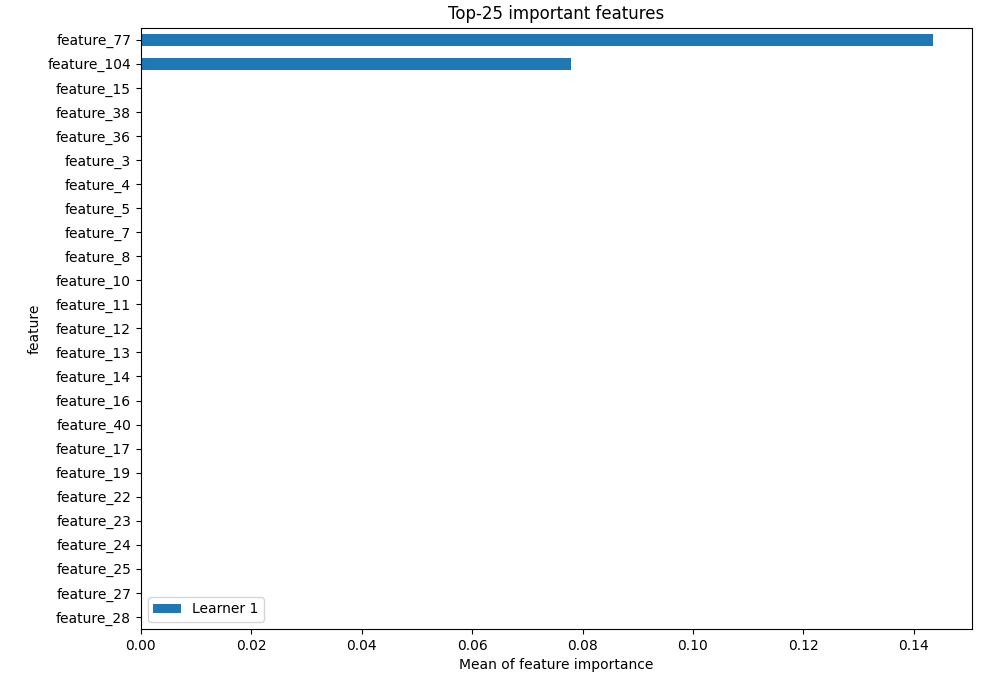 Top-25 important features
feature_77
feature_104
feature_15
feature_38
feature_36
feature_3
feature_4
feature_5
feature_7
feature_8
feature_10
feature_11
feature_12
feature_13
feature_14
feature_16
feature_40
feature_17
feature_19
feature_22
feature_23
feature_24
feature_25
feature_27
feature_28
feature
Learner 1
0.00 0.02 0.04 0.06 0.08 0.10 0.12 0.14
Mean of feature importance